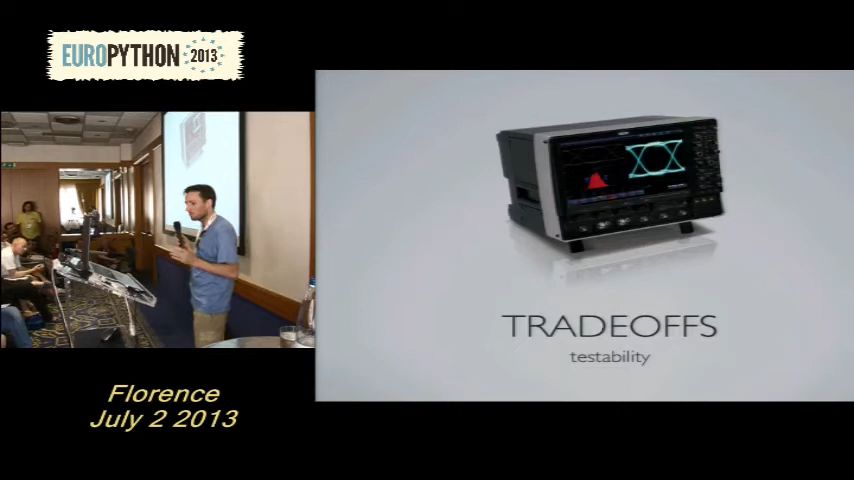 EUROPYTHON 2013
TRADEOFFS
testability
Florence
July 2 2013